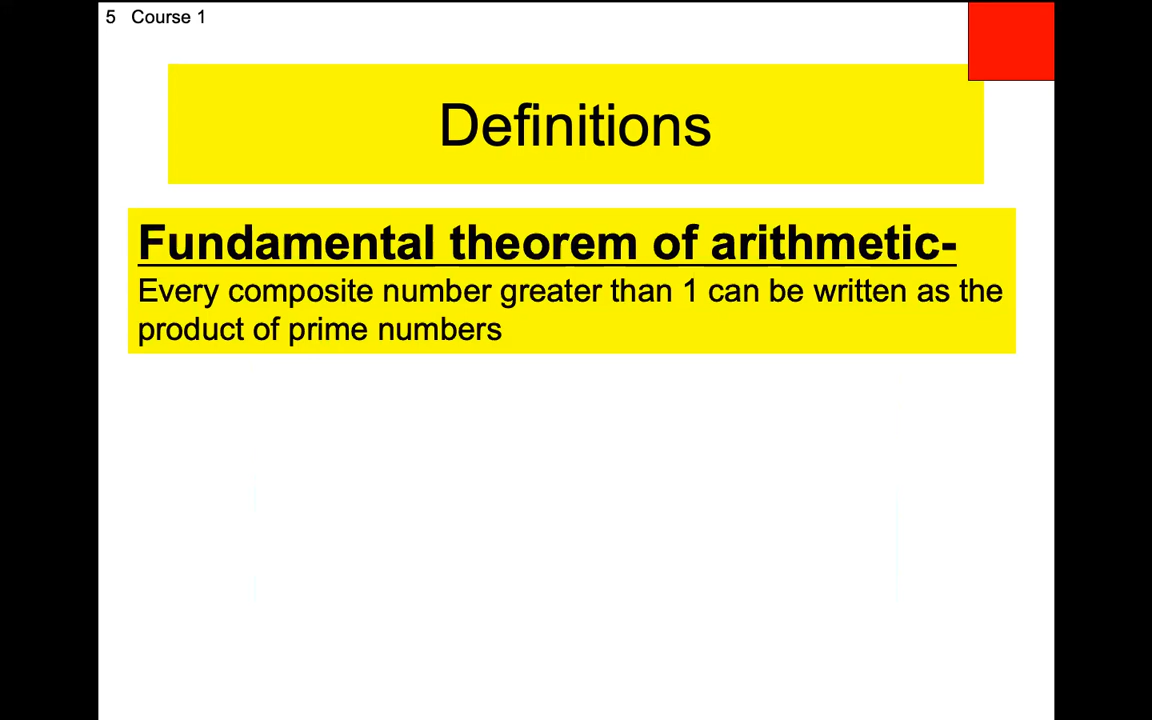 5 Course 1
Definitions
Fundamental theorem of arithmetic-
Every composite number greater than 1 can be written as the
product of prime numbers